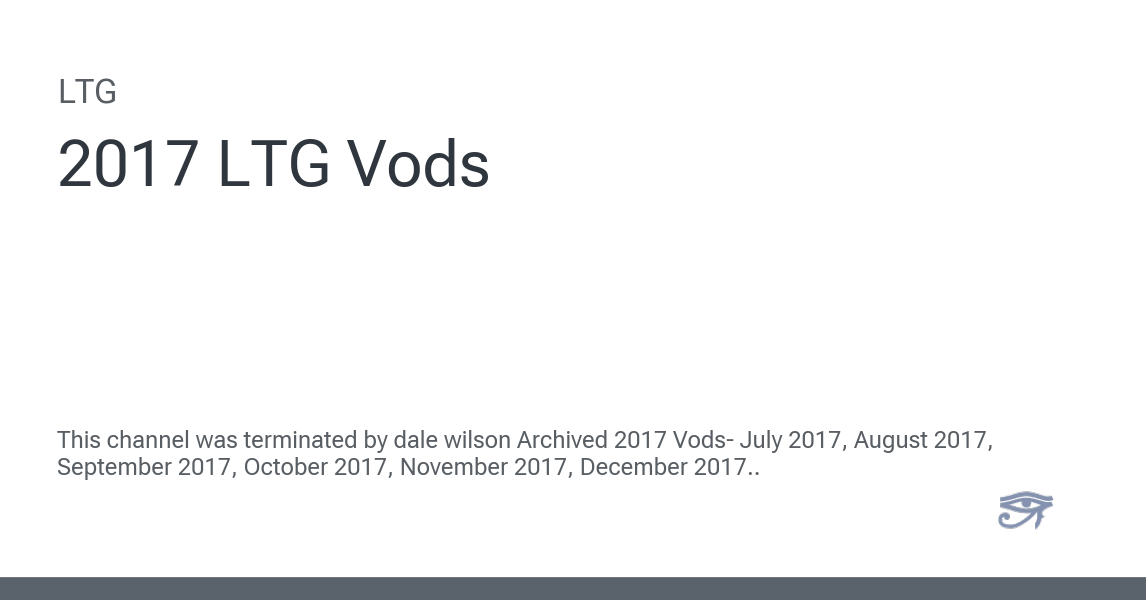 LTG
2017 LTG Vods
This channel was terminated by dale wilson Archived 2017 Vods- July 2017, August 2017,
September 2017, October 2017, November 2017, December 2017..